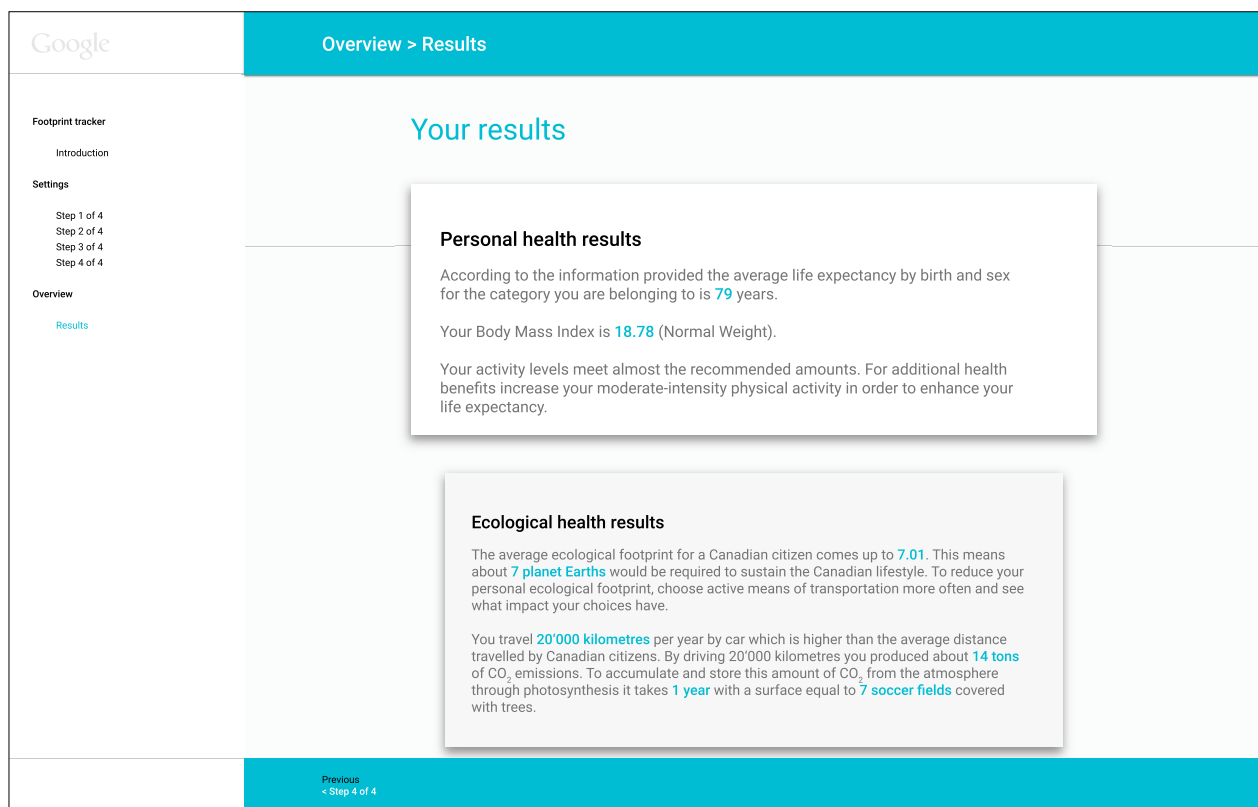 Google
Overview > Results
Footprint tracker
Introduction
Settings
Step 1 of 4
Step 2 of 4
Step 3 of 4
Step 4 of 4
Overview
Results
Your results
Personal health results
According to the information provided the average life expectancy by birth and sex
for the category you are belonging to is 79 years.
Your Body Mass Index is 18.78 (Normal Weight).
Your activity levels meet almost the recommended amounts. For additional health
benefits increase your moderate-intensity physical activity in order to enhance your
life expectancy.
Ecological health results
The average ecological footprint for a Canadian citizen comes up to 7.01. This means
about 7 planet Earths would be required to sustain the Canadian lifestyle. To reduce your
personal ecological footprint, choose active means of transportation more often and see
what impact your choices have.
You travel 20‘000 kilometres per year by car which is higher than the average distance
travelled by Canadian citizens. By driving 20‘000 kilometres you produced about 14 tons
of CO₂ emissions. To accumulate and store this amount of CO₂ from the atmosphere
through photosynthesis it takes 1 year with a surface equal to 7 soccer fields covered
with trees.
Previous
< Step 4 of 4